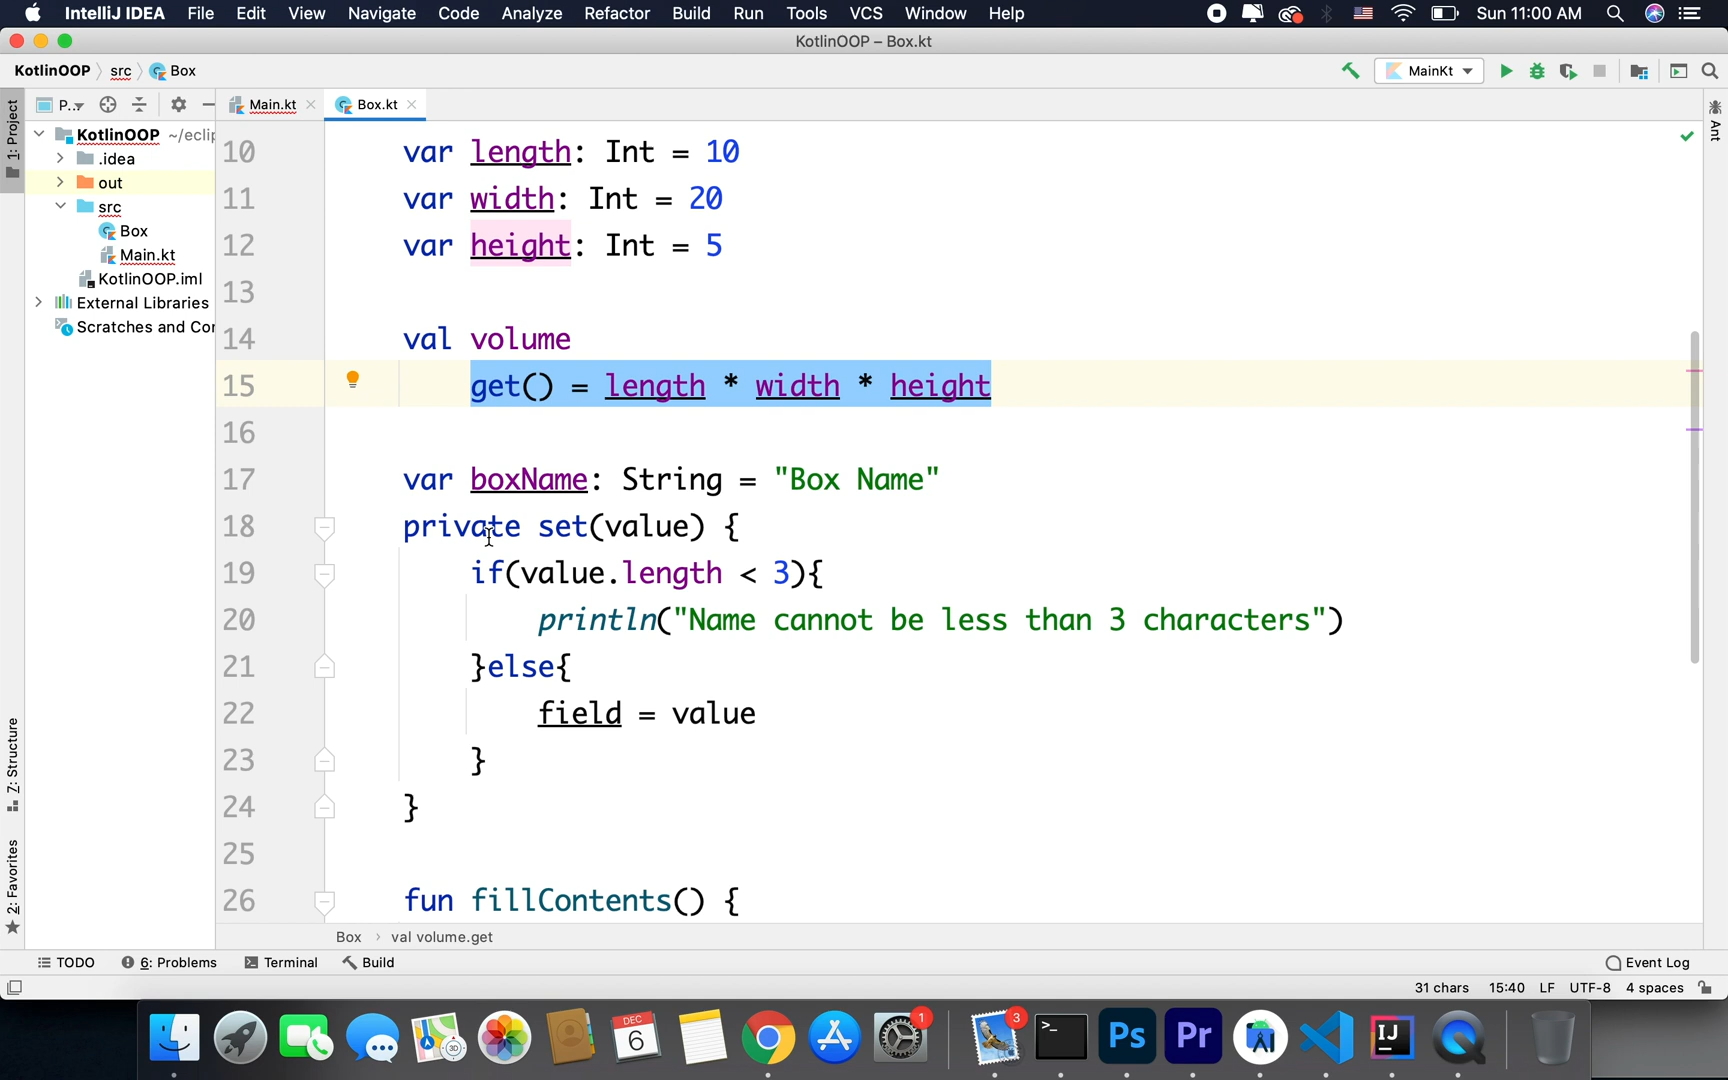 IntelliJ IDEA File Edit View Navigate Code Analyze Refactor Build Run Tools VCS Window Help Sun 11:00 AM
KotlinOOP – Box.kt
KotlinOOP src Box MainKt
P... Main.kt Box.kt
1: Project
Ant
KotlinOOP ~/eclip
.idea
out
src
Box
Main.kt
KotlinOOP.iml
External Libraries
Scratches and Cor
10 var length: Int = 10
11 var width: Int = 20
12 var height: Int = 5
13
14 val volume
15 get() = length * width * height
16
17 var boxName: String = "Box Name"
18 private set(value) {
19 if(value.length < 3){
20 println("Name cannot be less than 3 characters")
21 }else{
22 field = value
23 }
24 }
25
26 fun fillContents() {
Z: Structure
2: Favorites
Box val volume.get
TODO 6: Problems Terminal Build Event Log
31 chars 15:40 LF UTF-8 4 spaces
3D DEC 6 1 3 >_ Ps Pr IJ